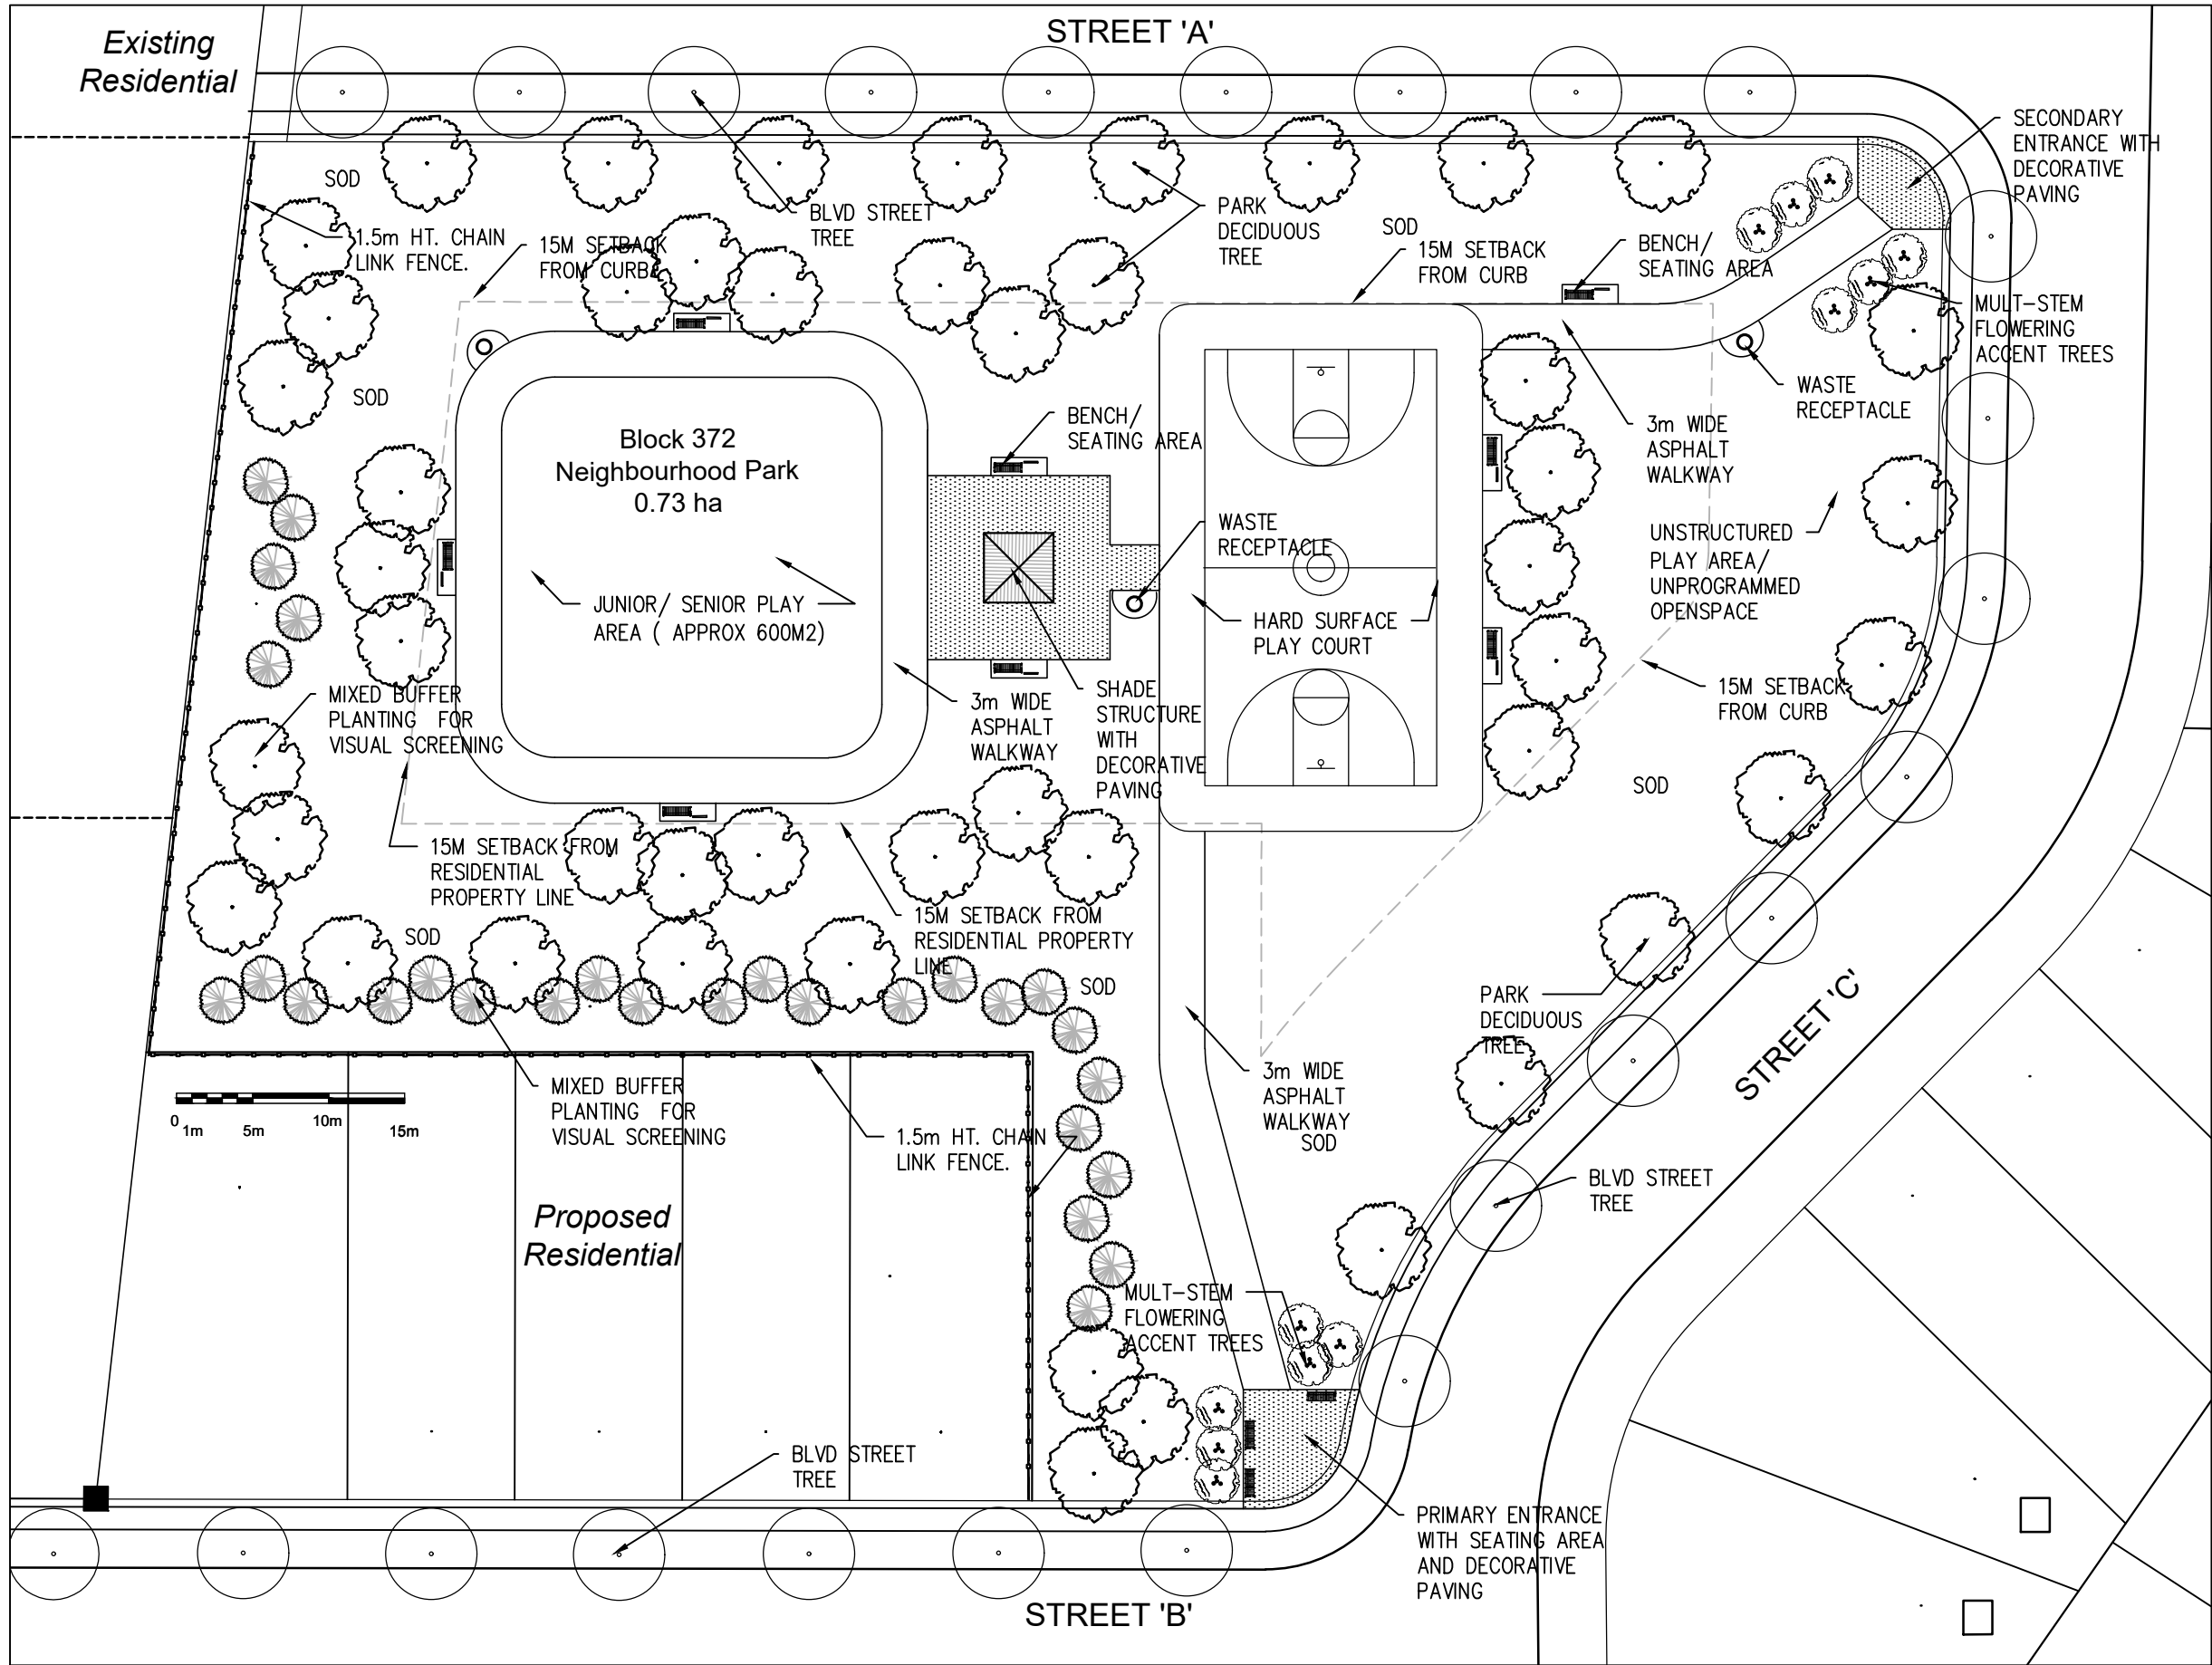 STREET 'A'
Existing
Residential
SECONDARY
ENTRANCE WITH
DECORATIVE
PAVING
SOD
BLVD STREET
TREE
PARK
DECIDUOUS
TREE
SOD
1.5m HT. CHAIN
LINK FENCE.
15M SETBACK
FROM CURB
15M SETBACK
FROM CURB
BENCH/
SEATING AREA
MULT-STEM
FLOWERING
ACCENT TREES
WASTE
RECEPTACLE
SOD
BENCH/
SEATING AREA
3m WIDE
ASPHALT
WALKWAY
Block 372
Neighbourhood Park
0.73 ha
WASTE
RECEPTACLE
UNSTRUCTURED
PLAY AREA/
UNPROGRAMMED
OPENSPACE
JUNIOR/ SENIOR PLAY
AREA ( APPROX 600M2)
HARD SURFACE
PLAY COURT
MIXED BUFFER
PLANTING FOR
VISUAL SCREENING
3m WIDE
ASPHALT
WALKWAY
SHADE
STRUCTURE
WITH
DECORATIVE
PAVING
15M SETBACK
FROM CURB
SOD
15M SETBACK FROM
RESIDENTIAL
PROPERTY LINE
15M SETBACK FROM
RESIDENTIAL PROPERTY
LINE
SOD
SOD
PARK
DECIDUOUS
TREE
STREET 'C'
0
1m
5m
10m
15m
MIXED BUFFER
PLANTING FOR
VISUAL SCREENING
1.5m HT. CHAIN
LINK FENCE.
3m WIDE
ASPHALT
WALKWAY
SOD
BLVD STREET
TREE
Proposed
Residential
MULT-STEM
FLOWERING
ACCENT TREES
BLVD STREET
TREE
PRIMARY ENTRANCE
WITH SEATING AREA
AND DECORATIVE
PAVING
STREET 'B'